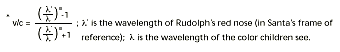 * v/c = ((λ'/λ)²-1)/((λ'/λ)²+1) ; λ' is the wavelength of Rudolph's red nose (in Santa's frame of
reference); λ is the wavelength of the color children see.